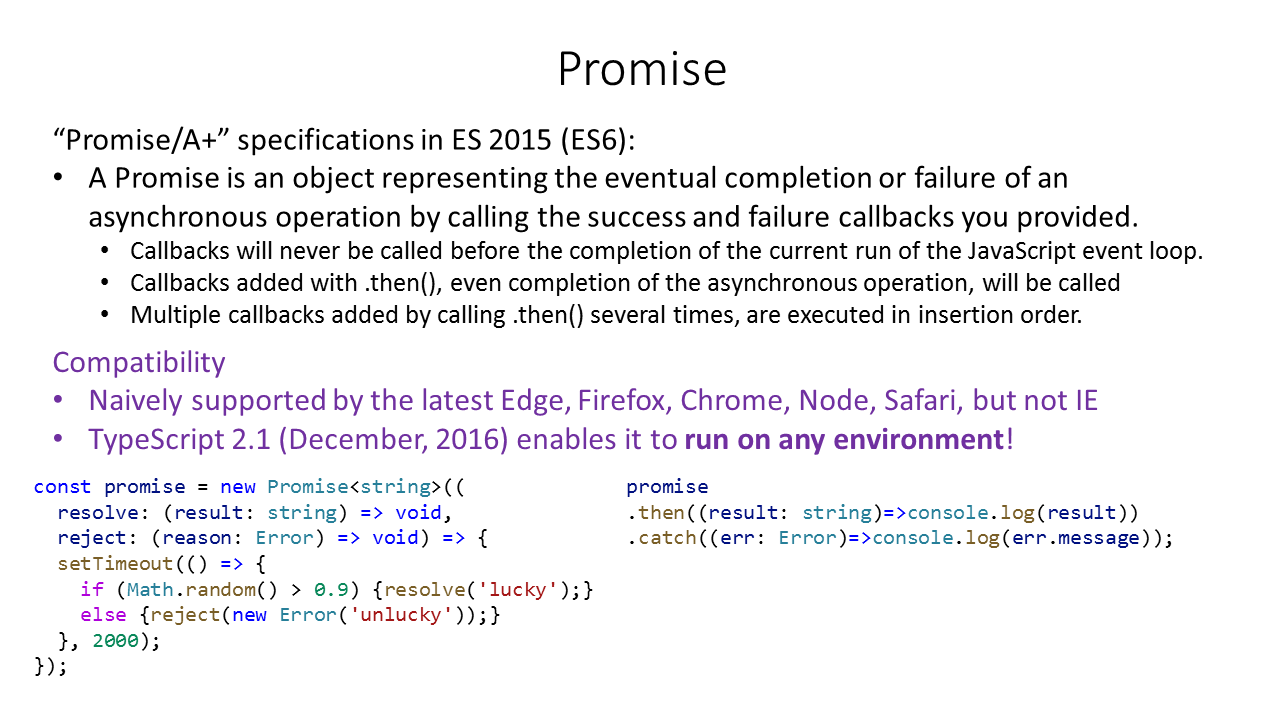 Promise
“Promise/A+” specifications in ES 2015 (ES6):
• A Promise is an object representing the eventual completion or failure of an
asynchronous operation by calling the success and failure callbacks you provided.
• Callbacks will never be called before the completion of the current run of the JavaScript event loop.
• Callbacks added with .then(), even completion of the asynchronous operation, will be called
• Multiple callbacks added by calling .then() several times, are executed in insertion order.
Compatibility
• Naively supported by the latest Edge, Firefox, Chrome, Node, Safari, but not IE
• TypeScript 2.1 (December, 2016) enables it to run on any environment!
const promise = new Promise<string>((
  resolve: (result: string) => void,
  reject: (reason: Error) => void) => {
  setTimeout(() => {
    if (Math.random() > 0.9) {resolve('lucky');}
    else {reject(new Error('unlucky'));}
  }, 2000);
});
promise
.then((result: string)=>console.log(result))
.catch((err: Error)=>console.log(err.message));